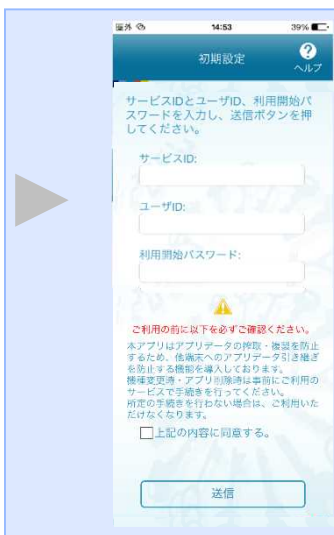 圏外
14:53
39%
初期設定
?
ヘルプ
サービスIDとユーザID、利用開始パ
スワードを入力し、送信ボタンを押
してください。
サービスID:
ユーザID:
利用開始パスワード:
ご利用の前に以下を必ずご確認ください。
本アプリはアプリデータの搾取・複製を防止
するため、他端末へのアプリデータ引き継ぎ
を防止する機能を導入しております。
機種変更時・アプリ削除時は事前にご利用の
サービスで手続きを行ってください。
所定の手続きを行わない場合は、ご利用いた
だけなくなります。
上記の内容に同意する。
送信